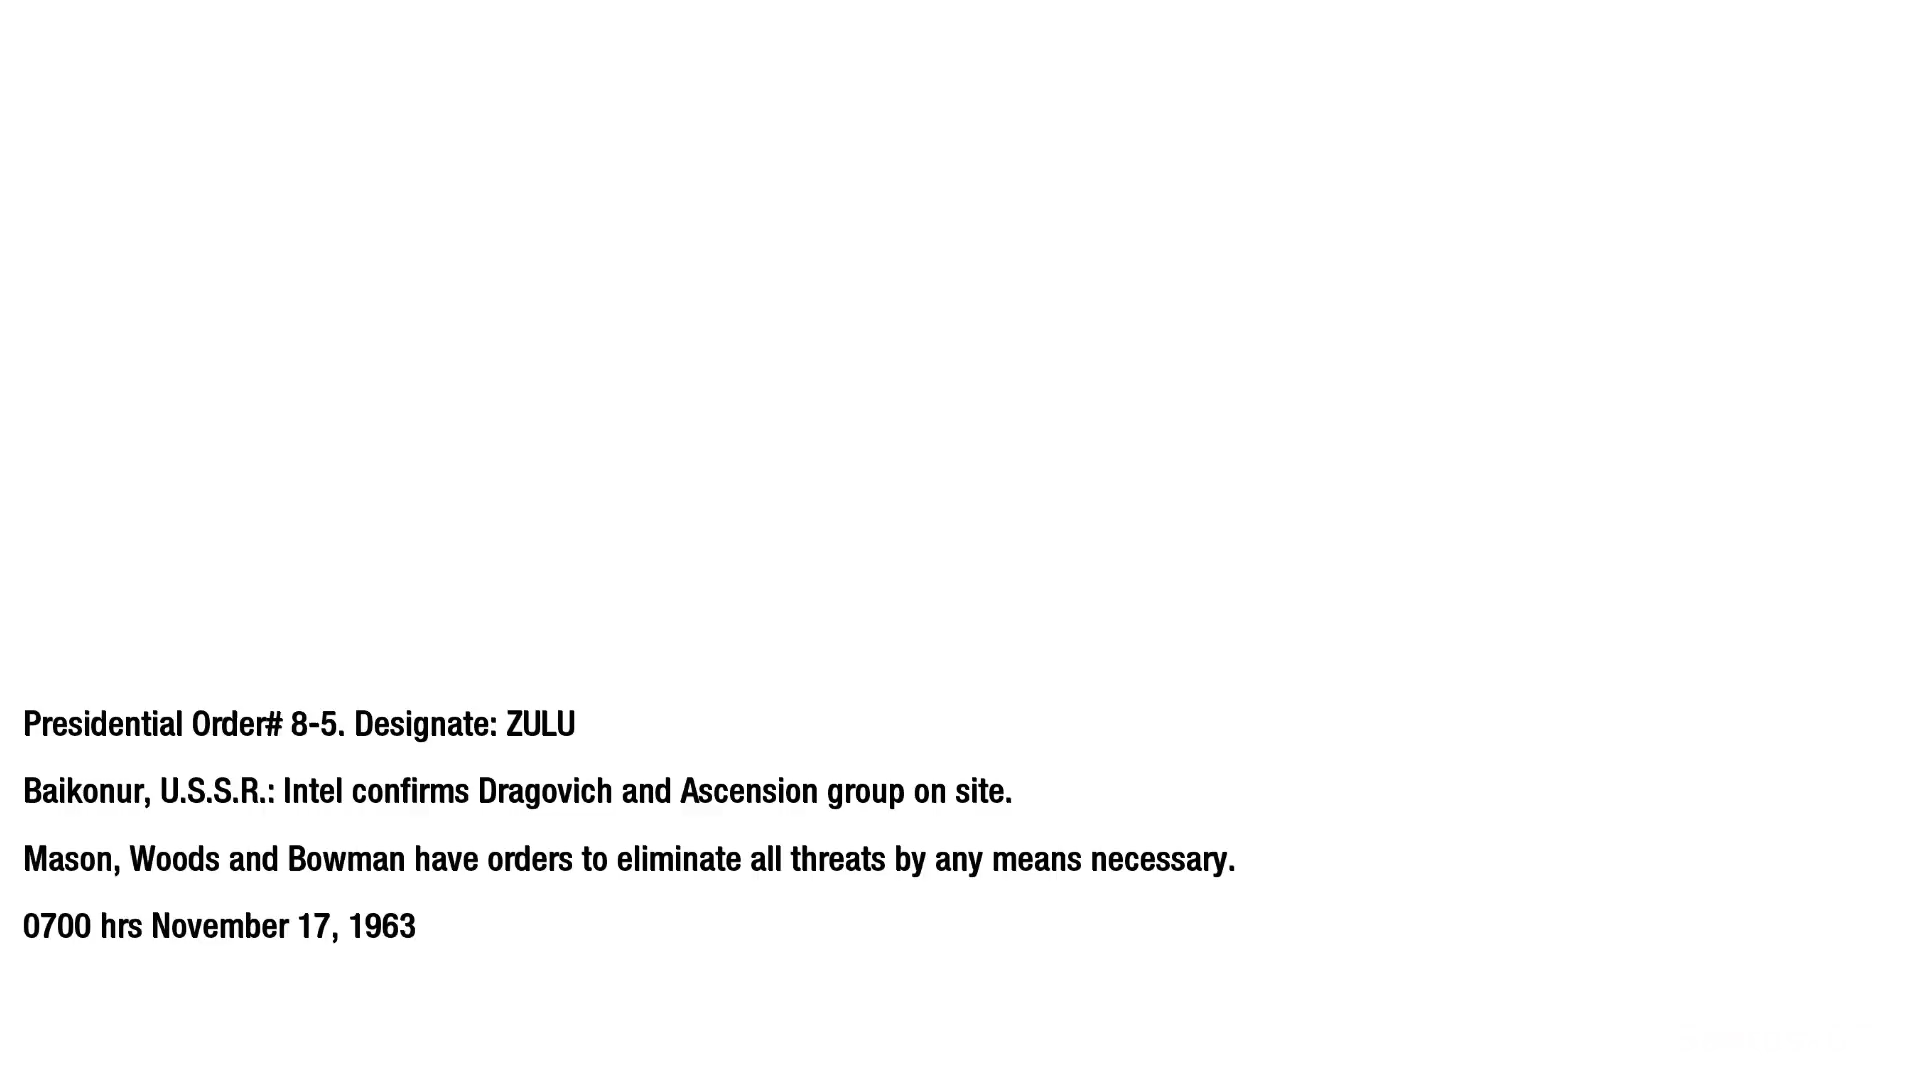 Presidential Order# 8-5. Designate: ZULU
Baikonur, U.S.S.R.: Intel confirms Dragovich and Ascension group on site.
Mason, Woods and Bowman have orders to eliminate all threats by any means necessary.
0700 hrs November 17, 1963